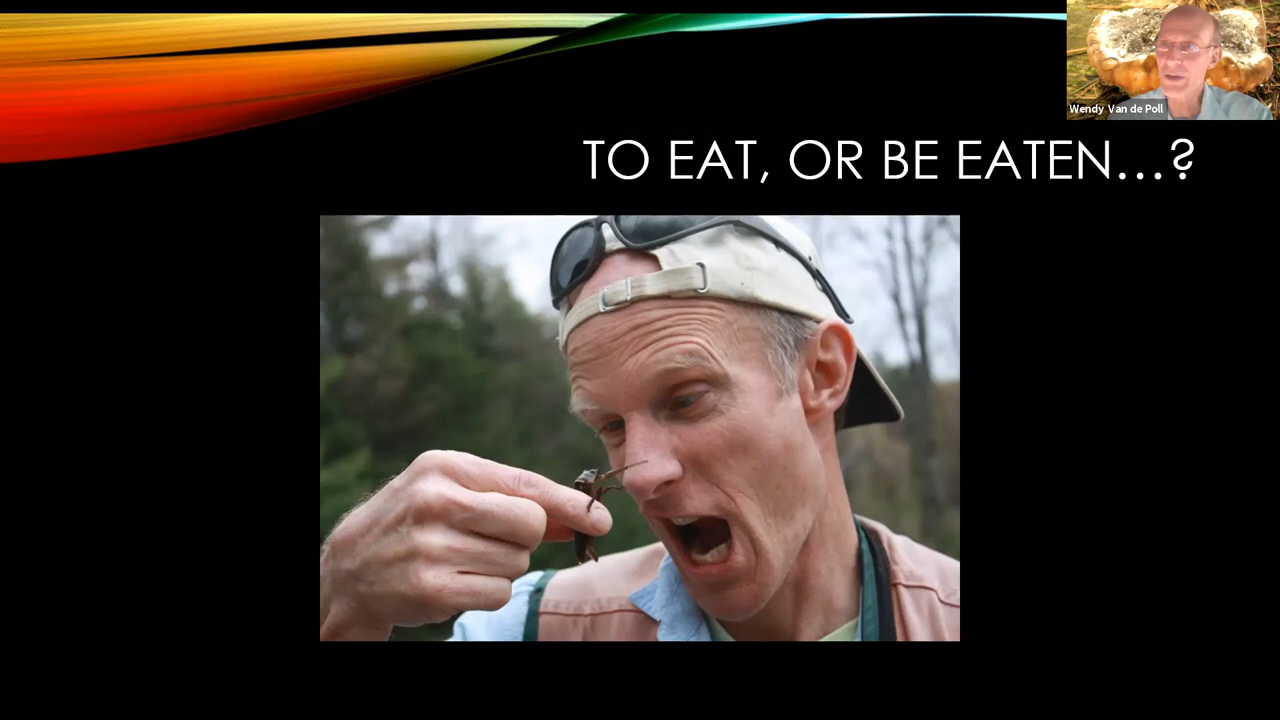 Wendy Van de Poll
TO EAT, OR BE EATEN...?